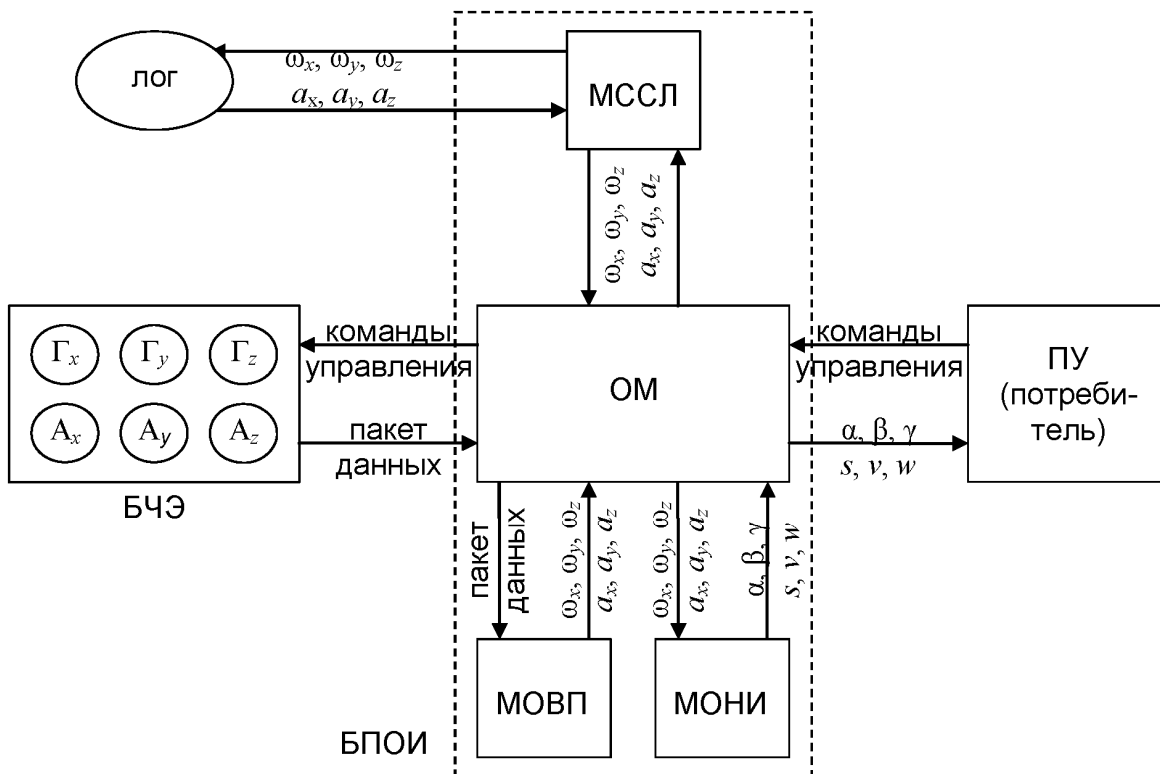 лог
ωx, ωy, ωz
ax, ay, az
МССЛ
ωx, ωy, ωz
ax, ay, az
Гx Гy Гz
Аx Аy Аz
БЧЭ
команды
управления
пакет
данных
ОМ
команды
управления
α, β, γ
s, v, w
ПУ
(потреби-
тель)
пакет
данных
ωx, ωy, ωz
ax, ay, az
ωx, ωy, ωz
ax, ay, az
α, β, γ
s, v, w
МОВП
МОНИ
БПОИ